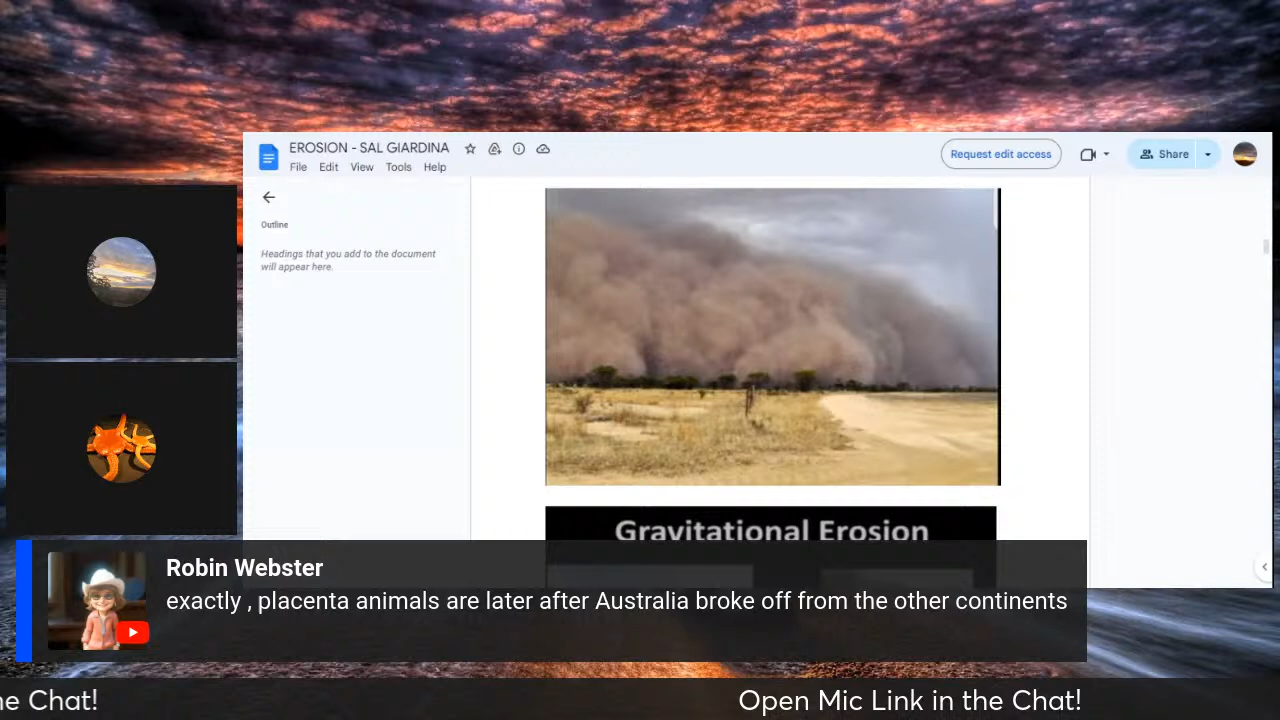 EROSION - SAL GIARDINA
File Edit View Tools Help
Request edit access
Share
Outline
Headings that you add to the document
will appear here.
Gravitational Erosion
Robin Webster
exactly , placenta animals are later after Australia broke off from the other continents
he Chat!
Open Mic Link in the Chat!